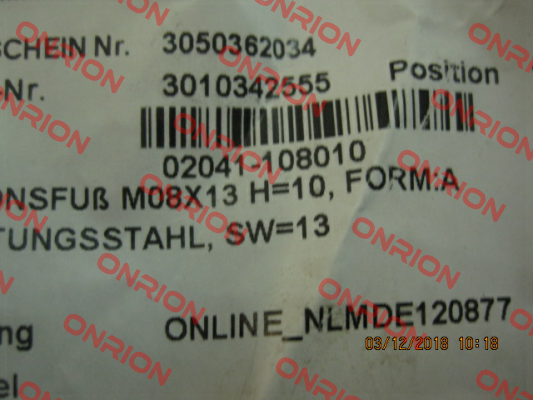 SCHEIN Nr. 3050362034
-Nr. 3010342555 Position
02041-108010
ONSFUß M08X13 H=10, FORM:A
TUNGSSTAHL, SW=13
ng ONLINE_NLMDE120877
03/12/2018 10:18
el
ONRION